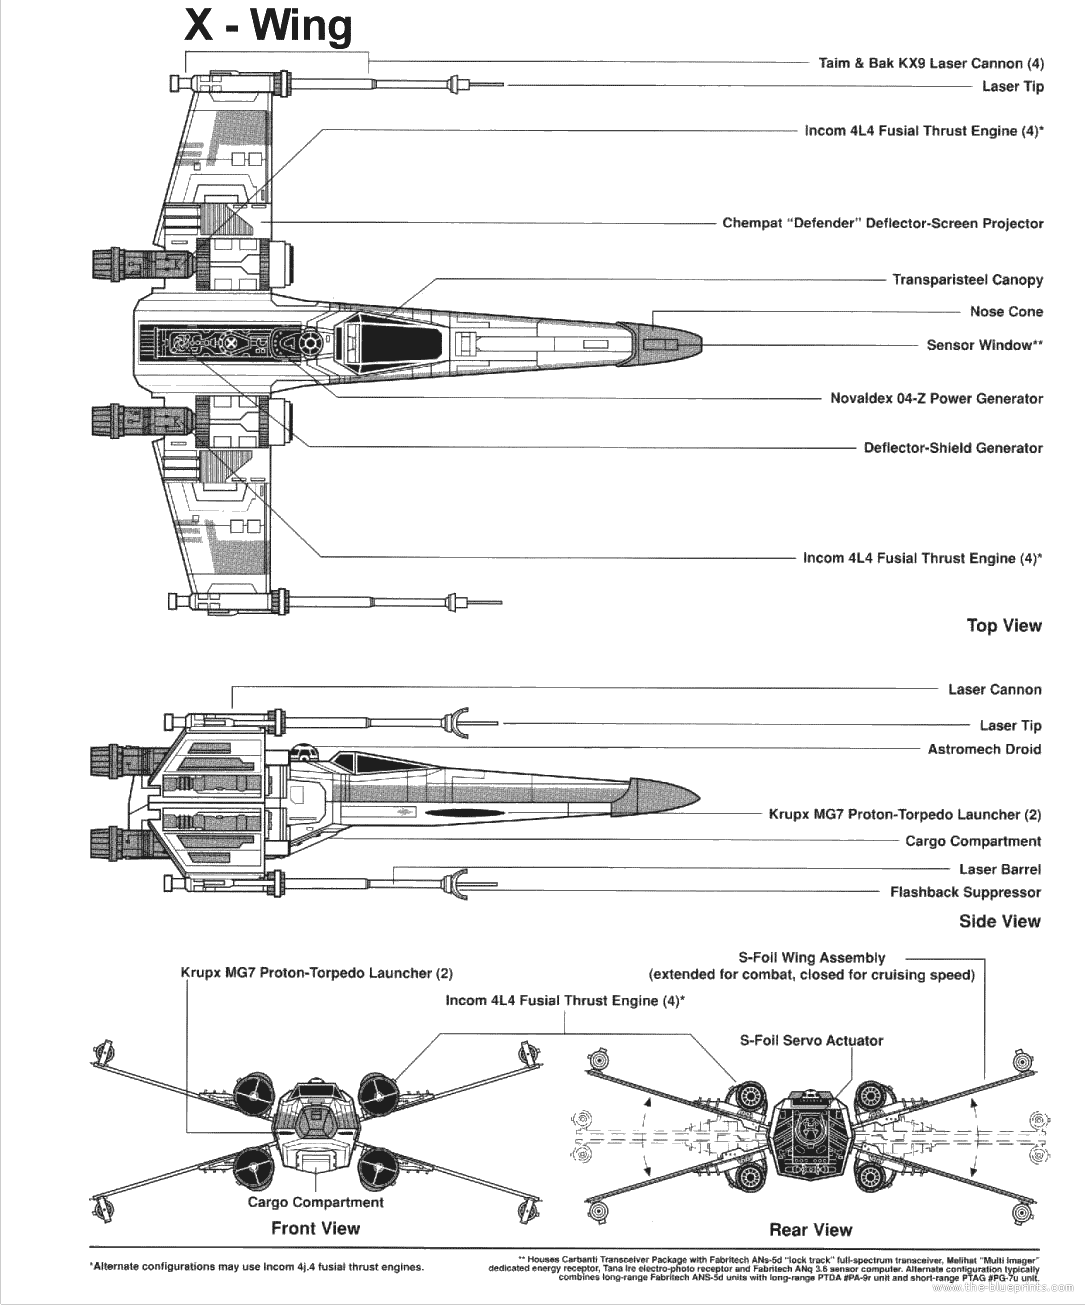 X - Wing
Taim & Bak KX9 Laser Cannon (4)
Laser Tip
Incom 4L4 Fusial Thrust Engine (4)*
Chempat “Defender” Deflector-Screen Projector
Transparisteel Canopy
Nose Cone
Sensor Window**
Novaldex 04-Z Power Generator
Deflector-Shield Generator
Incom 4L4 Fusial Thrust Engine (4)*
Top View
Laser Cannon
Laser Tip
Astromech Droid
Krupx MG7 Proton-Torpedo Launcher (2)
Cargo Compartment
Laser Barrel
Flashback Suppressor
Side View
S-Foil Wing Assembly
(extended for combat, closed for cruising speed)
Krupx MG7 Proton-Torpedo Launcher (2)
Incom 4L4 Fusial Thrust Engine (4)*
S-Foil Servo Actuator
Cargo Compartment
Front View
Rear View
*Alternate configurations may use Incom 4j.4 fusial thrust engines.
** Houses Carbanti Transceiver Package with Fabritech ANs-5d “lock track” full-spectrum transceiver, Melihat “Multi Imager”
dedicated energy receptor, Tana Ire electro-photo receptor and Fabritech ANq 3.6 sensor computer. Alternate configuration typically
combines long-range Fabritech ANS-5d units with long-range PTDA #PA-9r unit and short-range PTAG #PG-7u unit.
www.the-blueprints.com